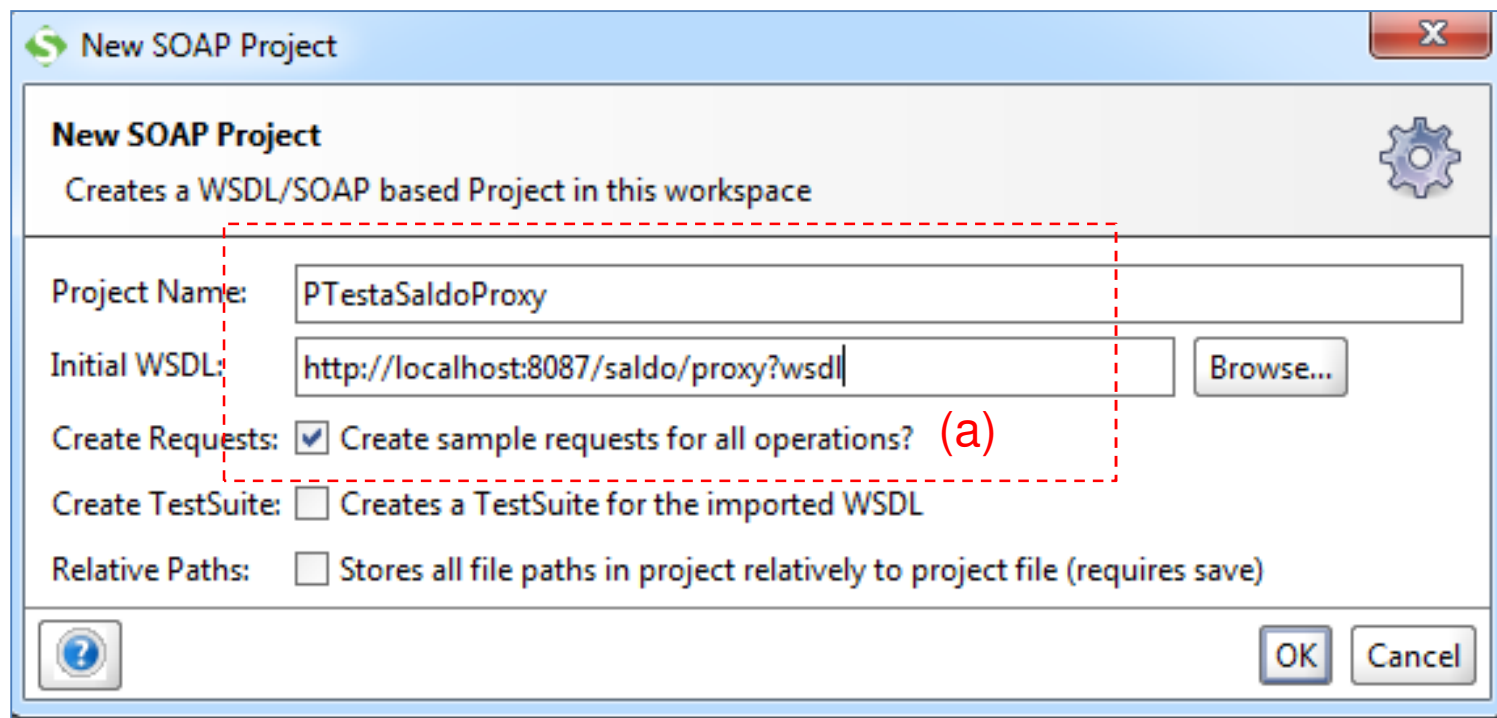 New SOAP Project
New SOAP Project
Creates a WSDL/SOAP based Project in this workspace
Project Name: PTestaSaldoProxy
Initial WSDL: http://localhost:8087/saldo/proxy?wsdl Browse...
Create Requests: Create sample requests for all operations? (a)
Create TestSuite: Creates a TestSuite for the imported WSDL
Relative Paths: Stores all file paths in project relatively to project file (requires save)
OK Cancel